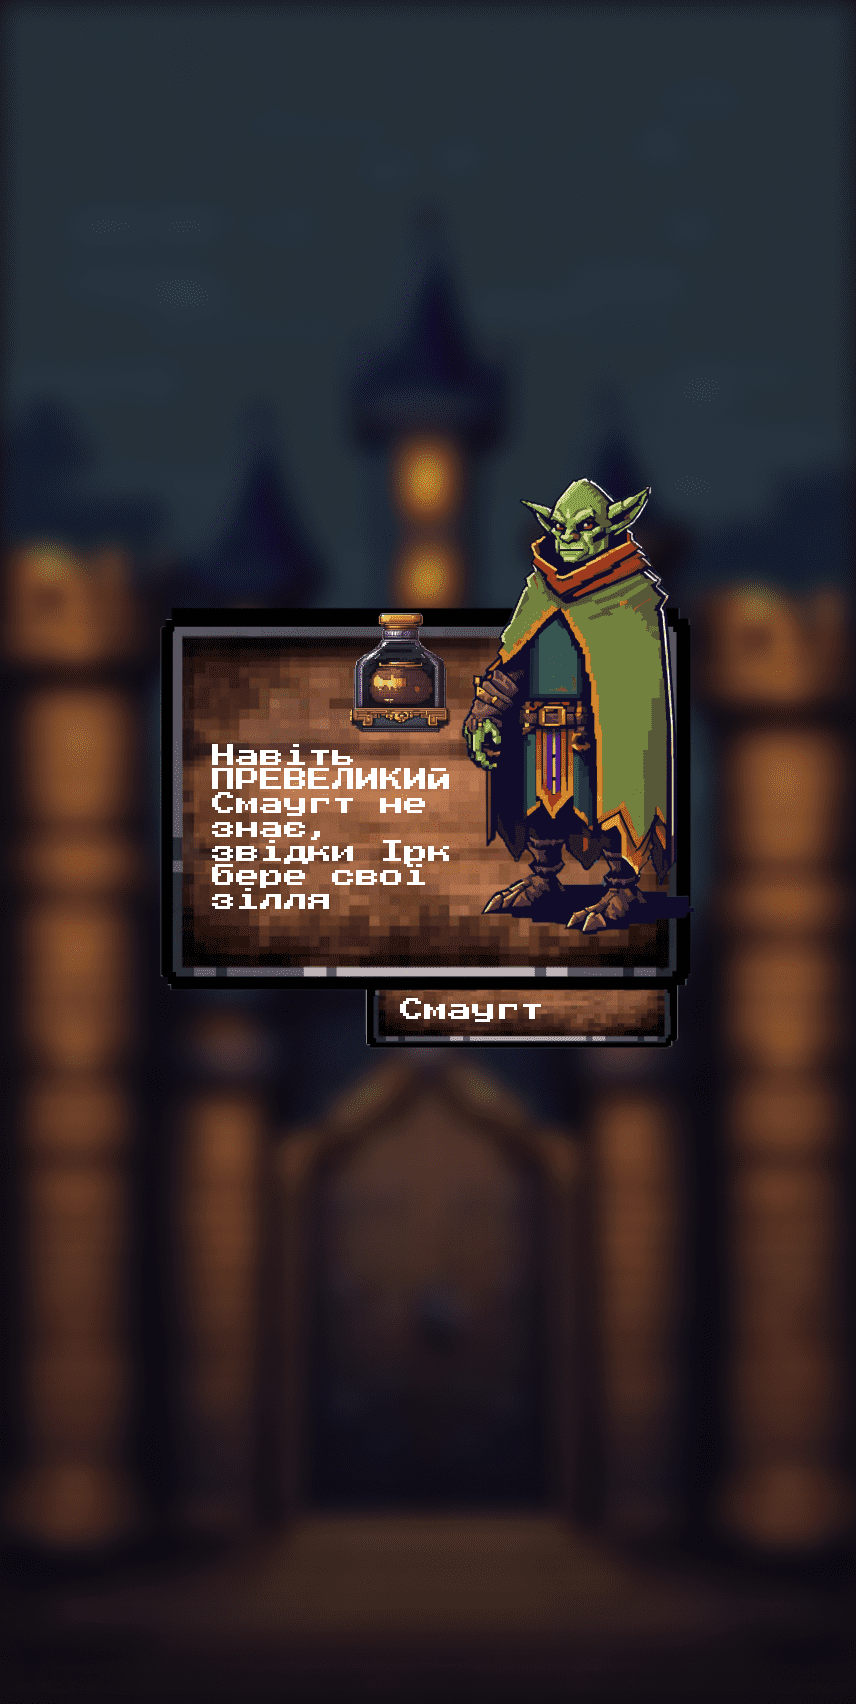 Навіть
ПРЕВЕЛИКИй
Смаугт не
знає,
звідки Ірк
бере свої
зілля
Смаугт